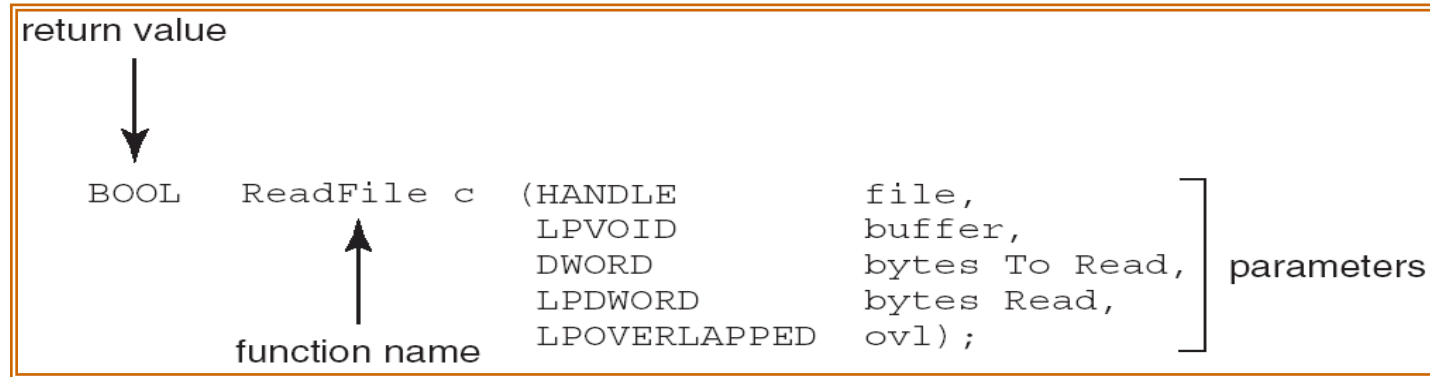 return value
BOOL ReadFile c (HANDLE file,
LPVOID buffer,
DWORD bytes To Read,
LPDWORD bytes Read,
LPOVERLAPPED ovl);
parameters
function name